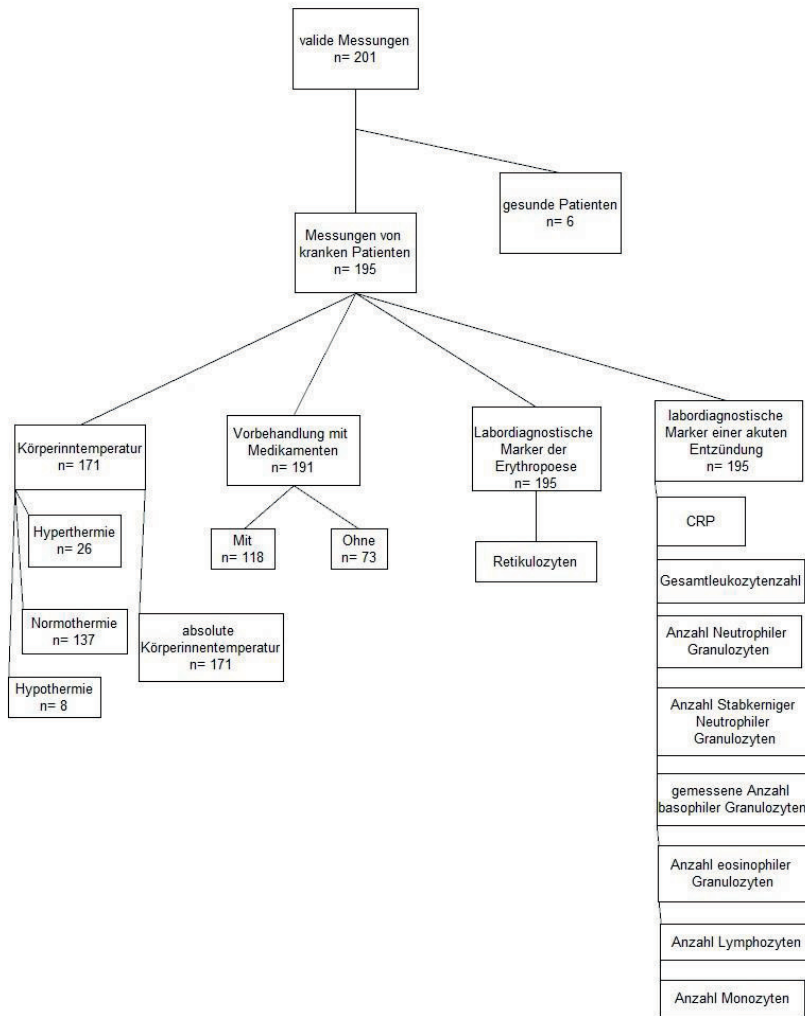 valide Messungen
n= 201
gesunde Patienten
n= 6
Messungen von
kranken Patienten
n= 195
Körperinntemperatur
n= 171
Vorbehandlung mit
Medikamenten
n= 191
Labordiagnostische
Marker der
Erythropoese
n= 195
labordiagnostische
Marker einer akuten
Entzündung
n= 195
Hyperthermie
n= 26
Normothermie
n= 137
Hypothermie
n= 8
absolute
Körperinnentemperatur
n= 171
Mit
n= 118
Ohne
n= 73
Retikulozyten
CRP
Gesamtleukozytenzahl
Anzahl Neutrophiler
Granulozyten
Anzahl Stabkerniger
Neutrophiler
Granulozyten
gemessene Anzahl
basophiler Granulozyten
Anzahl eosinophiler
Granulozyten
Anzahl Lymphozyten
Anzahl Monozyten